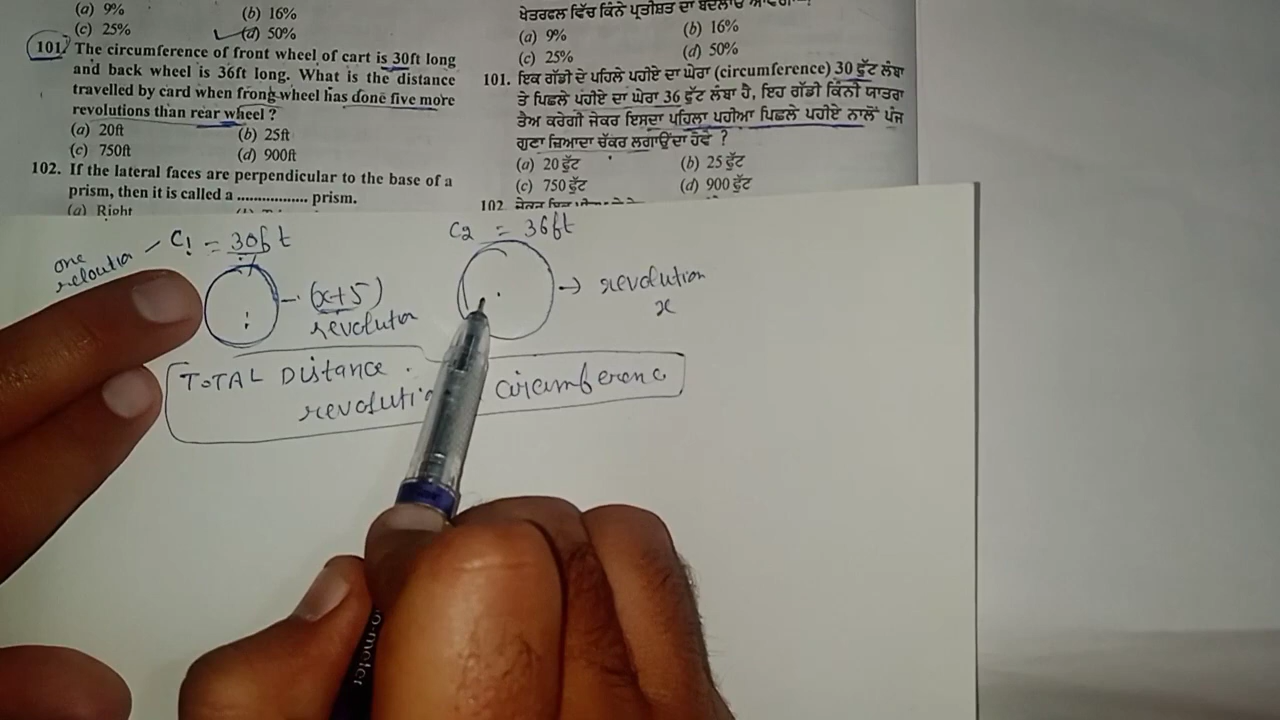 (a) 9%
(b) 16%
(c) 25%
(d) 50%
101. The circumference of front wheel of cart is 30ft long
and back wheel is 36ft long. What is the distance
travelled by card when frong wheel has done five more
revolutions than rear wheel ?
(a) 20ft
(b) 25ft
(c) 750ft
(d) 900ft
102. If the lateral faces are perpendicular to the base of a
prism, then it is called a ................. prism.
(a) Right
ਖੇਤਰਫਲ ਵਿੱਚ ਕਿੰਨੇ ਪ੍ਰਤੀਸ਼ਤ ਦਾ ਬਦਲਾਓ
(a) 9%
(b) 16%
(c) 25%
(d) 50%
101. ਇਕ ਗੱਡੀ ਦੇ ਪਹਿਲੇ ਪਹੀਏ ਦਾ ਘੇਰਾ (circumference) 30 ਫੁੱਟ ਲੰਬਾ
ਤੇ ਪਿਛਲੇ ਪਹੀਏ ਦਾ ਘੇਰਾ 36 ਫੁੱਟ ਲੰਬਾ ਹੈ, ਇਹ ਗੱਡੀ ਕਿੰਨੀ ਯਾਤਰਾ
ਤੈਅ ਕਰੇਗੀ ਜੇਕਰ ਇਸਦਾ ਪਹਿਲਾ ਪਹੀਆ ਪਿਛਲੇ ਪਹੀਏ ਨਾਲੋਂ ਪੰਜ
ਗੁਣਾ ਜ਼ਿਆਦਾ ਚੱਕਰ ਲਗਾਉਂਦਾ ਹੋਵੇ ?
(a) 20 ਫੁੱਟ
(b) 25 ਫੁੱਟ
(c) 750 ਫੁੱਟ
(d) 900 ਫੁੱਟ
102
one
C1 = 30ft
C2 = 36ft
(x+5)
revolution
x
TOTAL Distance
circumferenc